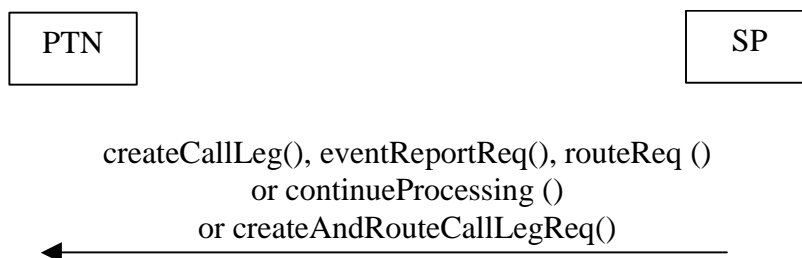 PTN
SP
createCallLeg(), eventReportReq(), routeReq ()
or continueProcessing ()
or createAndRouteCallLegReq()